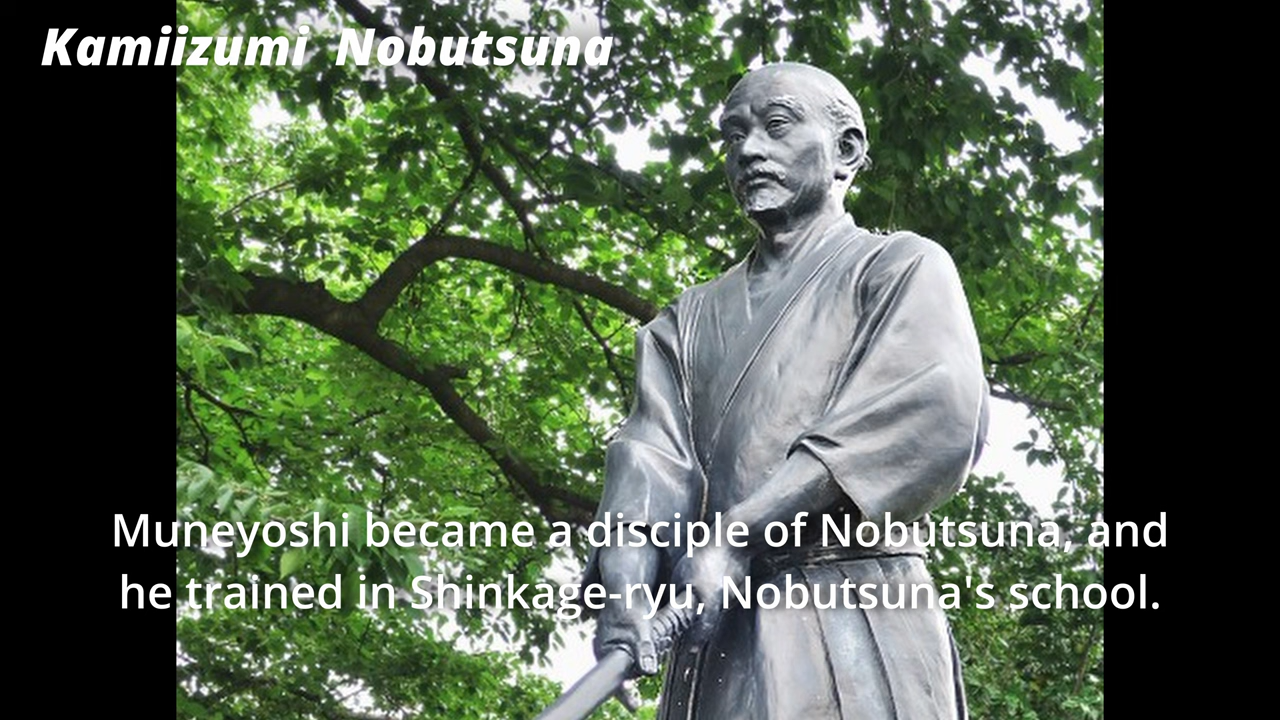 Kamiizumi Nobutsuna
Muneyoshi became a disciple of Nobutsuna, and
he trained in Shinkage-ryu, Nobutsuna's school.